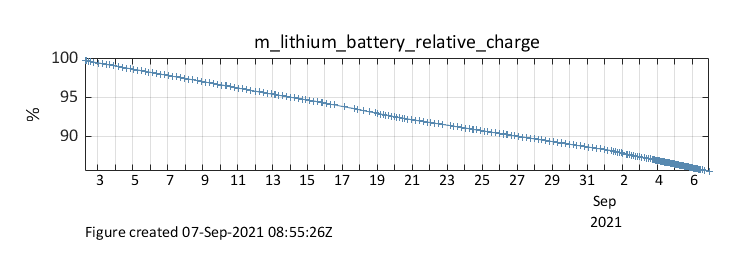 m_lithium_battery_relative_charge
100
95
90
%
3 5 7 9 11 13 15 17 19 21 23 25 27 29 31 2 4 6
Sep
2021
Figure created 07-Sep-2021 08:55:26Z